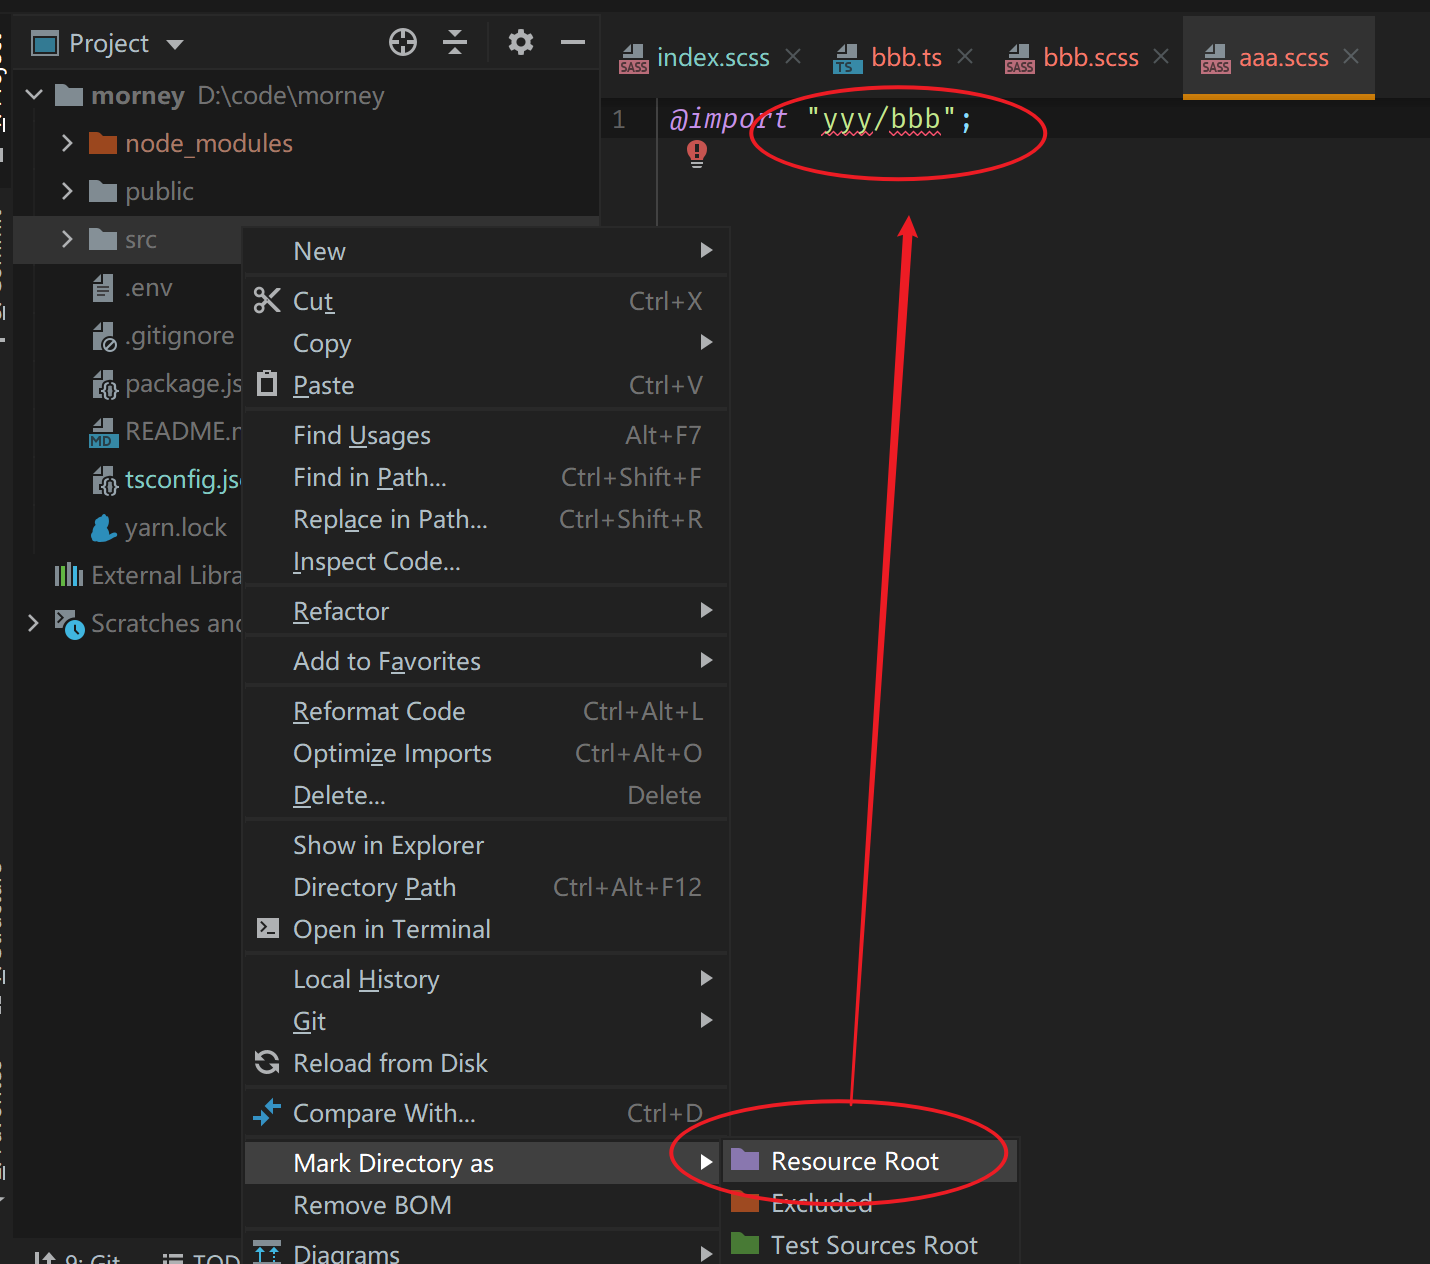 Project
index.scss
bbb.ts
bbb.scss
aaa.scss
morney D:\code\morney
1 @import "yyy/bbb";
node_modules
public
src
.env
.gitignore
package.js
README.
tsconfig.js
yarn.lock
External Libra
Scratches and
New
Cut Ctrl+X
Copy
Paste Ctrl+V
Find Usages Alt+F7
Find in Path... Ctrl+Shift+F
Replace in Path... Ctrl+Shift+R
Inspect Code...
Refactor
Add to Favorites
Reformat Code Ctrl+Alt+L
Optimize Imports Ctrl+Alt+O
Delete... Delete
Show in Explorer
Directory Path Ctrl+Alt+F12
Open in Terminal
Local History
Git
Reload from Disk
Compare With... Ctrl+D
Mark Directory as
Remove BOM
Diagrams
Resource Root
Excluded
Test Sources Root
9: Git
TOD